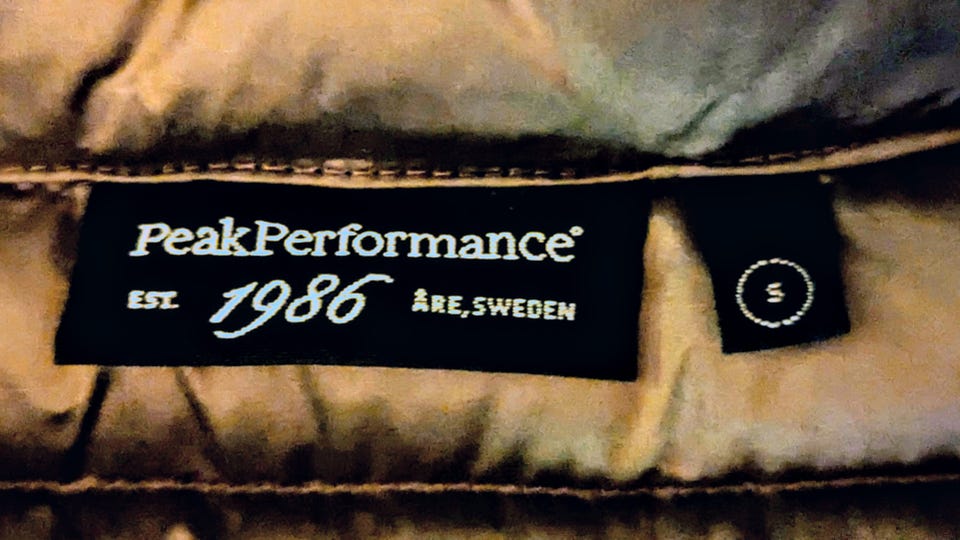 PeakPerformance®
EST. 1986 ÅRE, SWEDEN
S